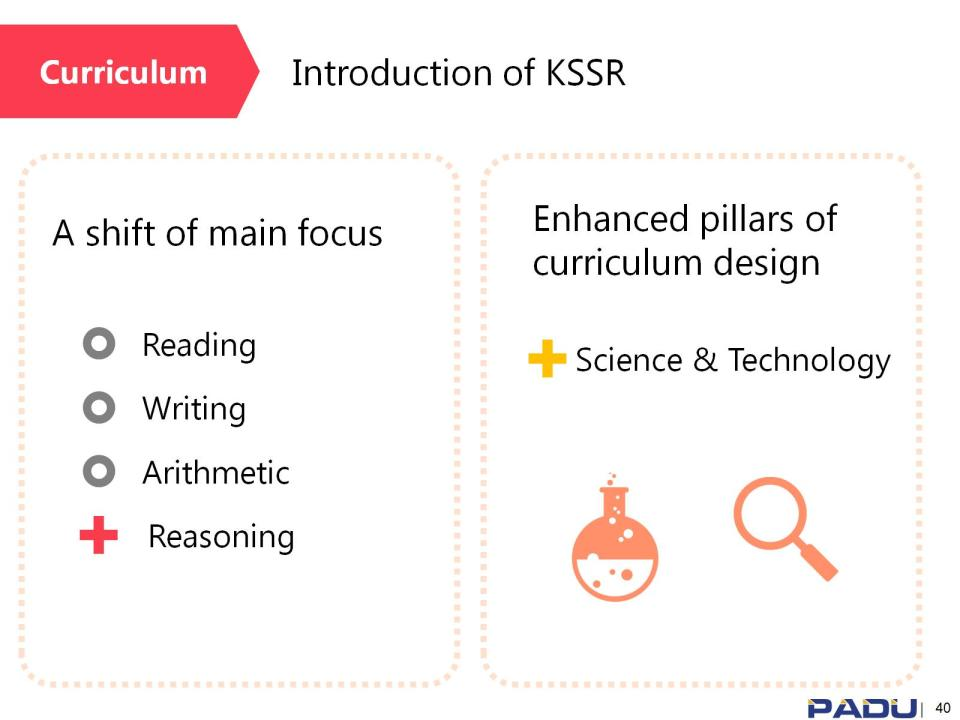 Curriculum
Introduction of KSSR
A shift of main focus
Reading
Writing
Arithmetic
Reasoning
Enhanced pillars of
curriculum design
Science & Technology
PADU | 40